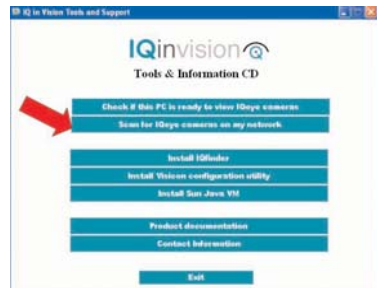 IQ in Vision Tools and Support
IQinvision
Tools & Information CD
Check if this PC is ready to view IQeye cameras
Scan for IQeye cameras on my network
Install IQfinder
Install Vision configuration utility
Install Sun Java VM
Product documentation
Contact Information
Exit